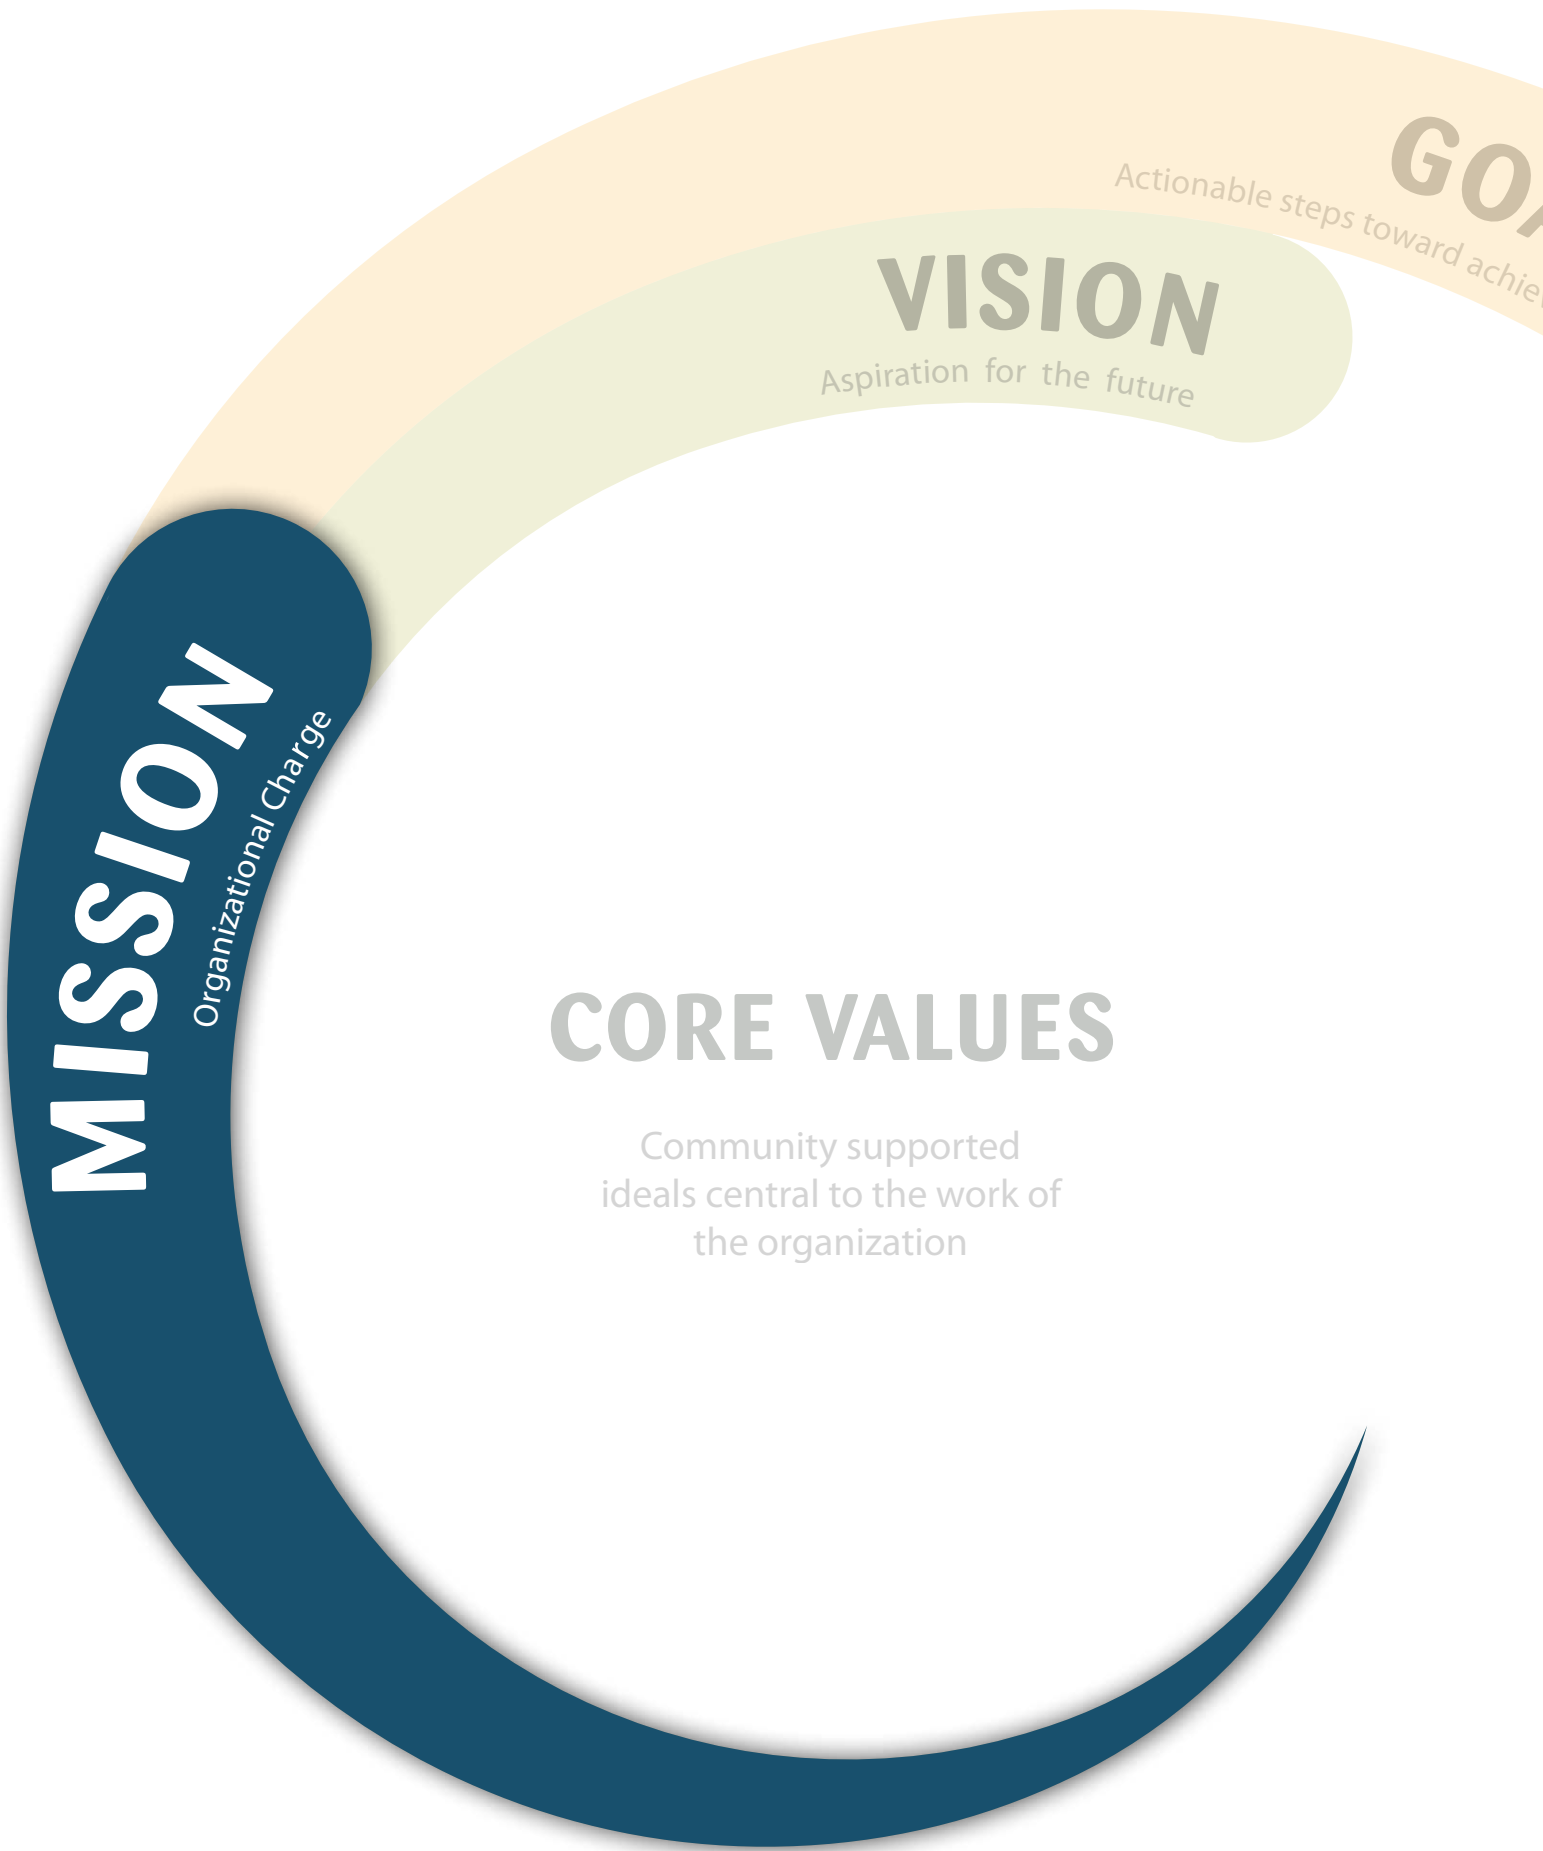 GOA
Actionable steps toward achie
VISION
Aspiration for the future
MISSION
Organizational Charge
CORE VALUES
Community supported
ideals central to the work of
the organization